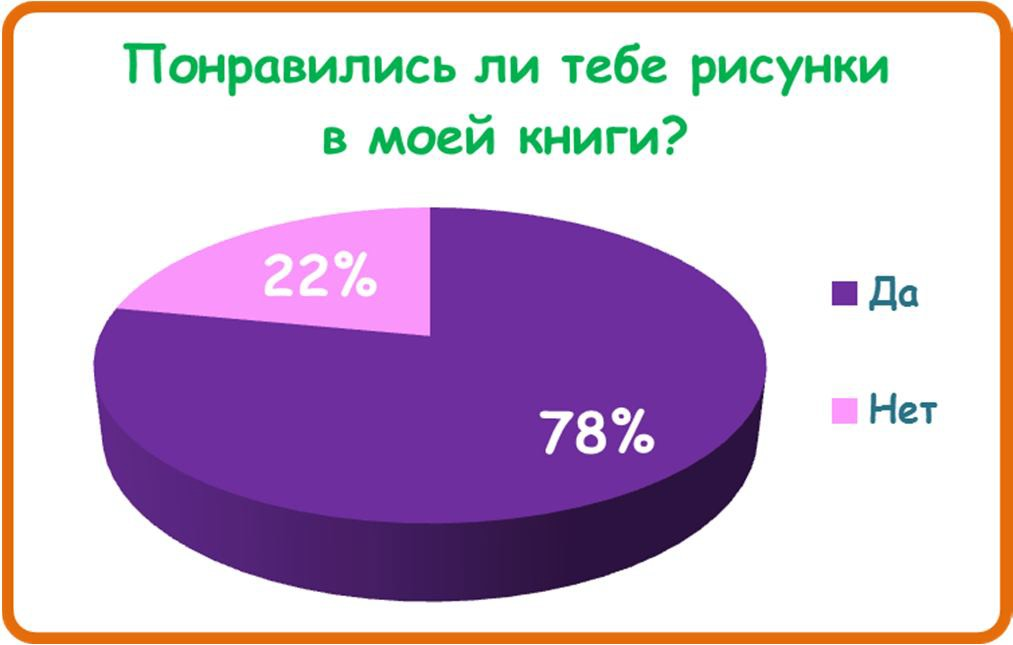 Понравились ли тебе рисунки
в моей книги?
22%
78%
Да
Нет